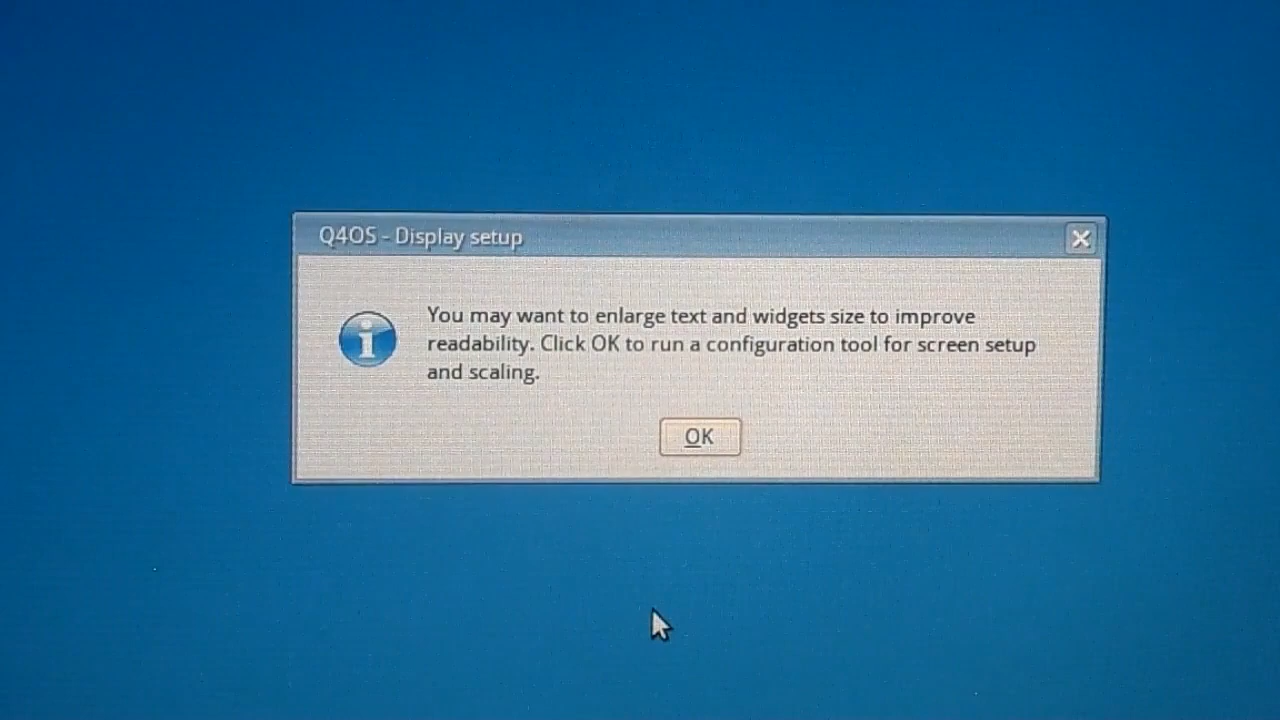 Q4OS - Display setup
You may want to enlarge text and widgets size to improve
readability. Click OK to run a configuration tool for screen setup
and scaling.
OK